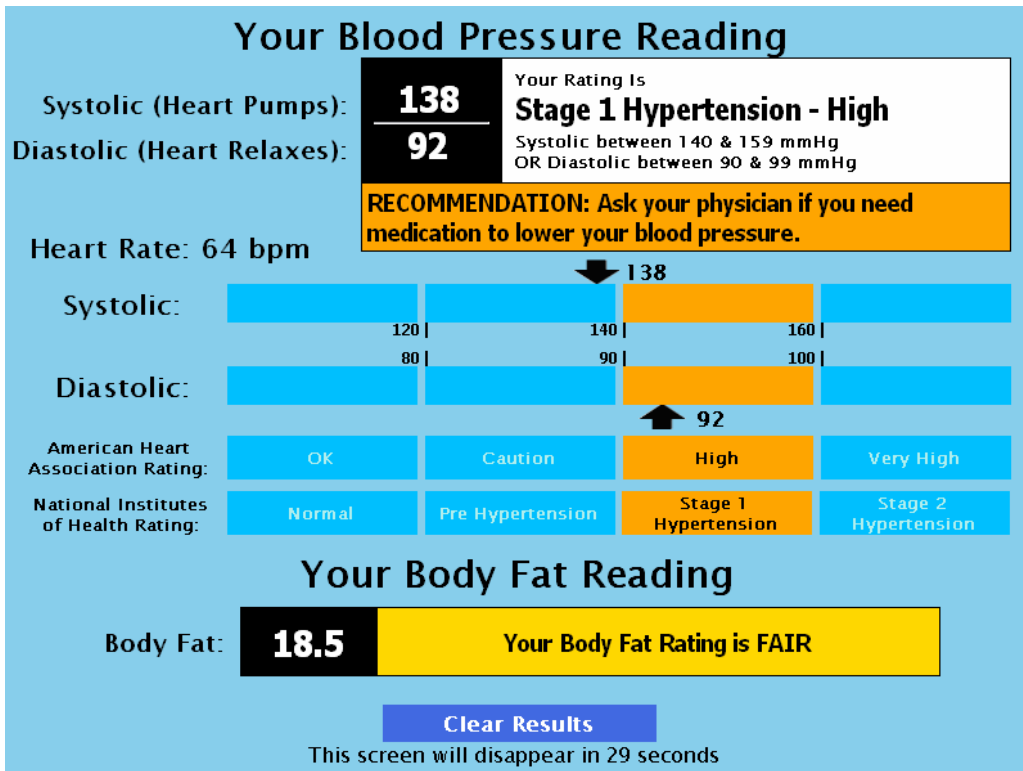 Your Blood Pressure Reading
Systolic (Heart Pumps):
138
Diastolic (Heart Relaxes):
92
Your Rating Is
Stage 1 Hypertension - High
Systolic between 140 & 159 mmHg
OR Diastolic between 90 & 99 mmHg
RECOMMENDATION: Ask your physician if you need
medication to lower your blood pressure.
Heart Rate: 64 bpm
138
Systolic:
120 140 160
80 90 100
Diastolic:
92
American Heart
Association Rating:
OK Caution High Very High
National Institutes
of Health Rating:
Normal
Pre Hypertension
Stage 1
Hypertension
Stage 2
Hypertension
Your Body Fat Reading
Body Fat: 18.5 Your Body Fat Rating is FAIR
Clear Results
This screen will disappear in 29 seconds